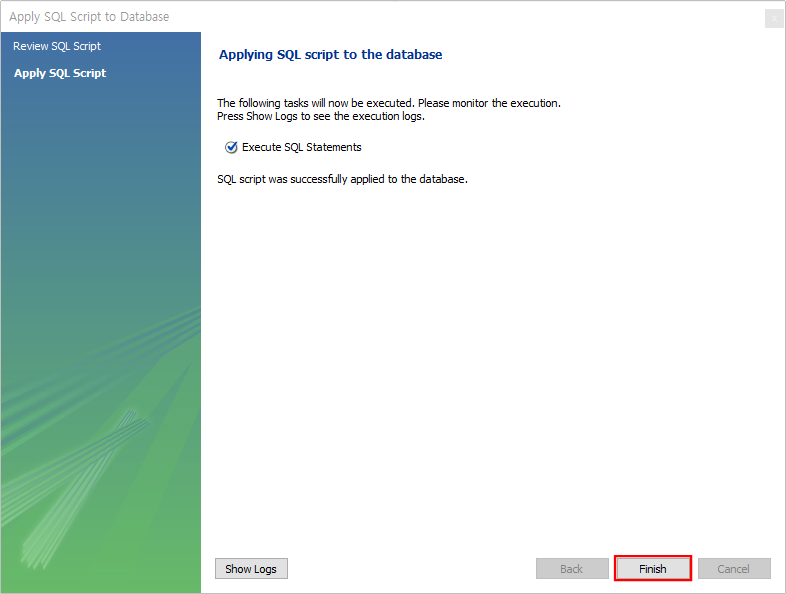 Apply SQL Script to Database
Review SQL Script
Apply SQL Script
Applying SQL script to the database
The following tasks will now be executed. Please monitor the execution.
Press Show Logs to see the execution logs.
Execute SQL Statements
SQL script was successfully applied to the database.
Show Logs
Back
Finish
Cancel